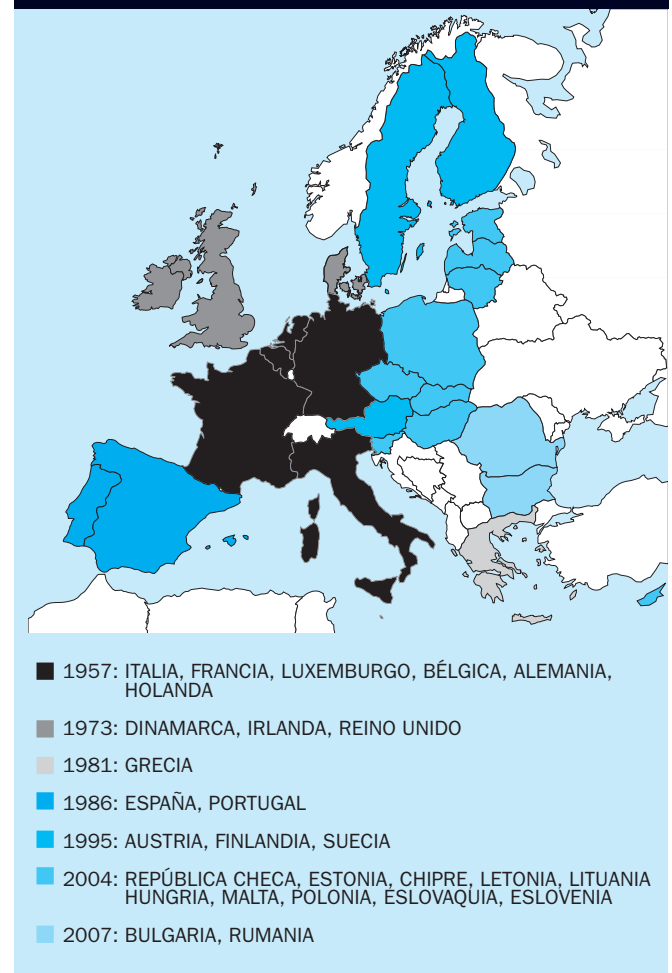 1957: ITALIA, FRANCIA, LUXEMBURGO, BÉLGICA, ALEMANIA,
HOLANDA
1973: DINAMARCA, IRLANDA, REINO UNIDO
1981: GRECIA
1986: ESPAÑA, PORTUGAL
1995: AUSTRIA, FINLANDIA, SUECIA
2004: REPÚBLICA CHECA, ESTONIA, CHIPRE, LETONIA, LITUANIA
HUNGRIA, MALTA, POLONIA, ESLOVAQUIA, ESLOVENIA
2007: BULGARIA, RUMANIA